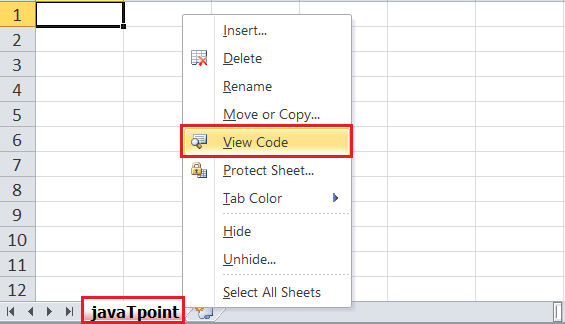 1
2
3
4
5
6
7
8
9
10
11
12
Insert...
Delete
Rename
Move or Copy...
View Code
Protect Sheet...
Tab Color
Hide
Unhide...
Select All Sheets
javaTpoint